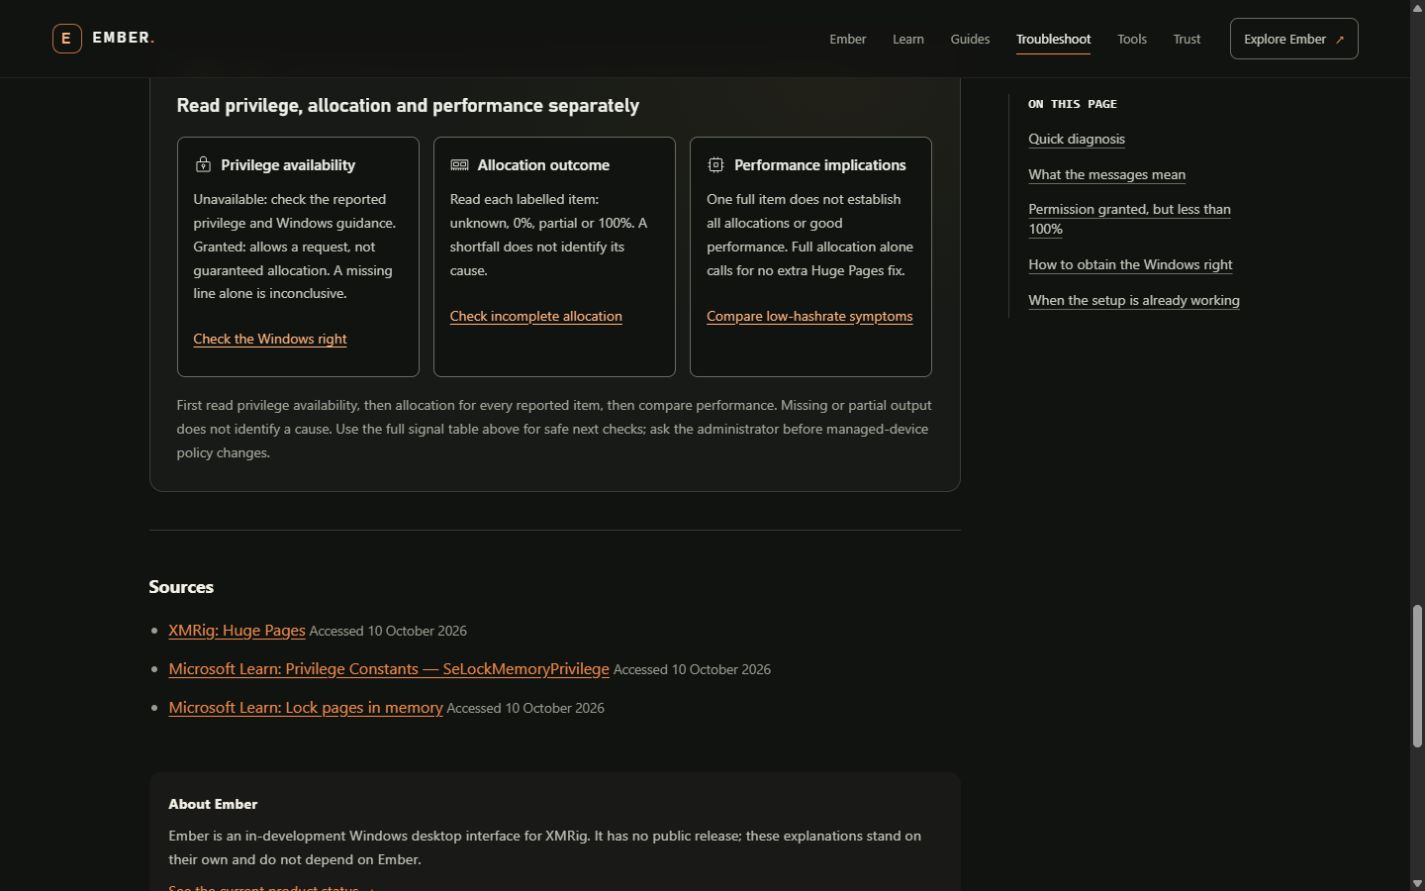 E EMBER.
Ember Learn Guides Troubleshoot Tools Trust Explore Ember ↗
Read privilege, allocation and performance separately
Privilege availability
Unavailable: check the reported
privilege and Windows guidance.
Granted: allows a request, not
guaranteed allocation. A missing
line alone is inconclusive.
Check the Windows right
Allocation outcome
Read each labelled item:
unknown, 0%, partial or 100%. A
shortfall does not identify its
cause.
Check incomplete allocation
Performance implications
One full item does not establish
all allocations or good
performance. Full allocation alone
calls for no extra Huge Pages fix.
Compare low-hashrate symptoms
First read privilege availability, then allocation for every reported item, then compare performance. Missing or partial output
does not identify a cause. Use the full signal table above for safe next checks; ask the administrator before managed-device
policy changes.
ON THIS PAGE
Quick diagnosis
What the messages mean
Permission granted, but less than
100%
How to obtain the Windows right
When the setup is already working
Sources
• XMRig: Huge Pages Accessed 10 October 2026
• Microsoft Learn: Privilege Constants — SeLockMemoryPrivilege Accessed 10 October 2026
• Microsoft Learn: Lock pages in memory Accessed 10 October 2026
About Ember
Ember is an in-development Windows desktop interface for XMRig. It has no public release; these explanations stand on
their own and do not depend on Ember.
See the current product status →